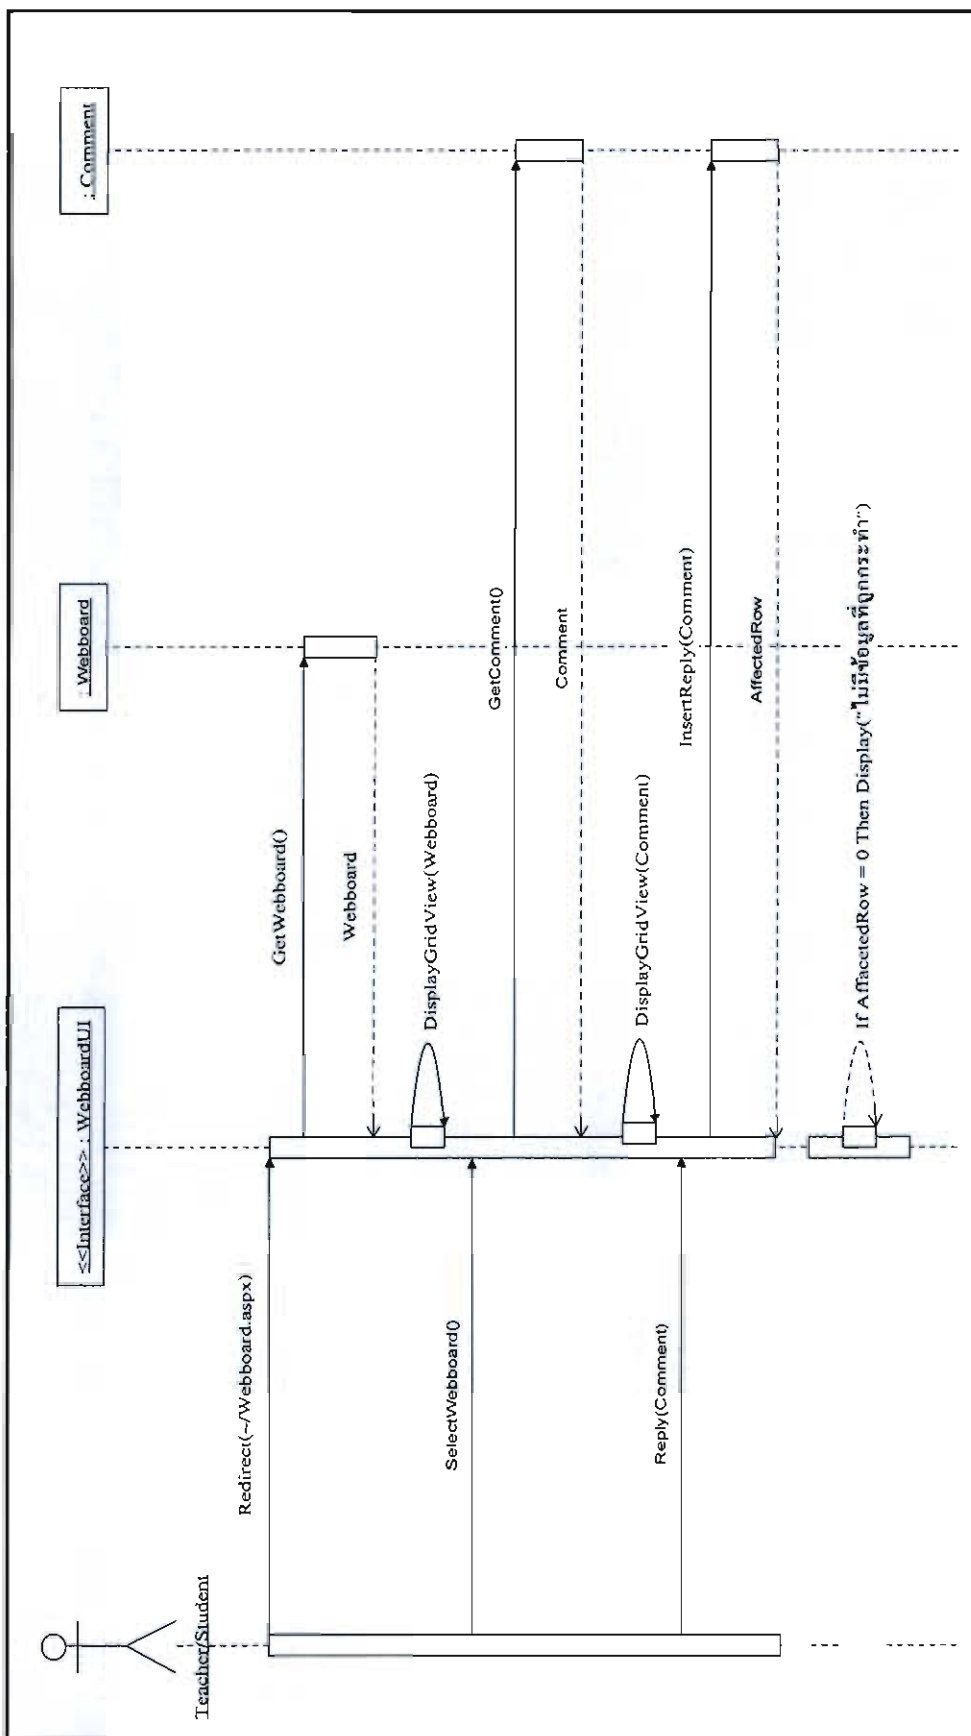 Teacher/Student
<<Interface>> : WebboardUI
: Webboard
: Comment
Redirect(~/Webboard.aspx)
GetWebboard()
Webboard
DisplayGridView(Webboard)
SelectWebboard()
GetComment()
Comment
DisplayGridView(Comment)
Reply(Comment)
InsertReply(Comment)
AffectedRow
If AffacetedRow = 0 Then Display("ไม่มีข้อมูลที่ถูกกระทำ")